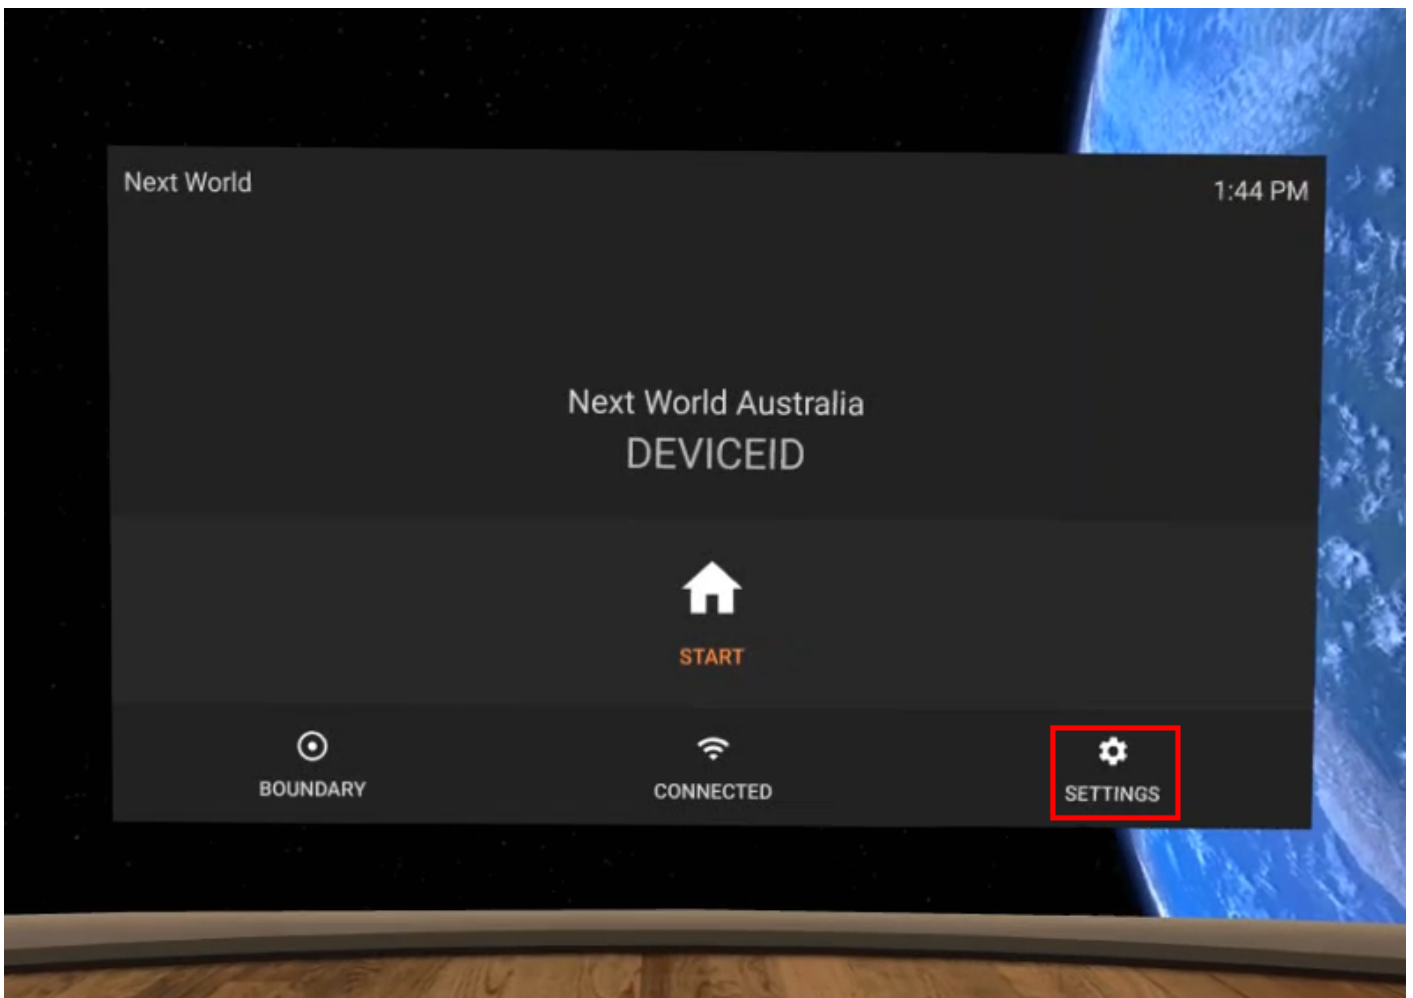 Next World
1:44 PM
Next World Australia
DEVICEID
START
BOUNDARY
CONNECTED
SETTINGS